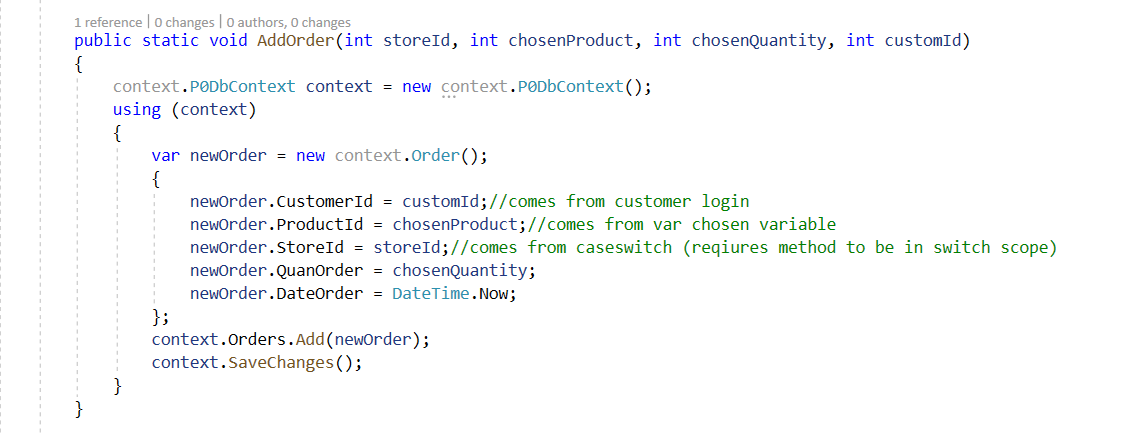 1 reference | 0 changes | 0 authors, 0 changes
public static void AddOrder(int storeId, int chosenProduct, int chosenQuantity, int customId)
{
context.P0DbContext context = new context.P0DbContext();
using (context)
{
var newOrder = new context.Order();
{
newOrder.CustomerId = customId;//comes from customer login
newOrder.ProductId = chosenProduct;//comes from var chosen variable
newOrder.StoreId = storeId;//comes from caseswitch (reqiures method to be in switch scope)
newOrder.QuanOrder = chosenQuantity;
newOrder.DateOrder = DateTime.Now;
};
context.Orders.Add(newOrder);
context.SaveChanges();
}
}